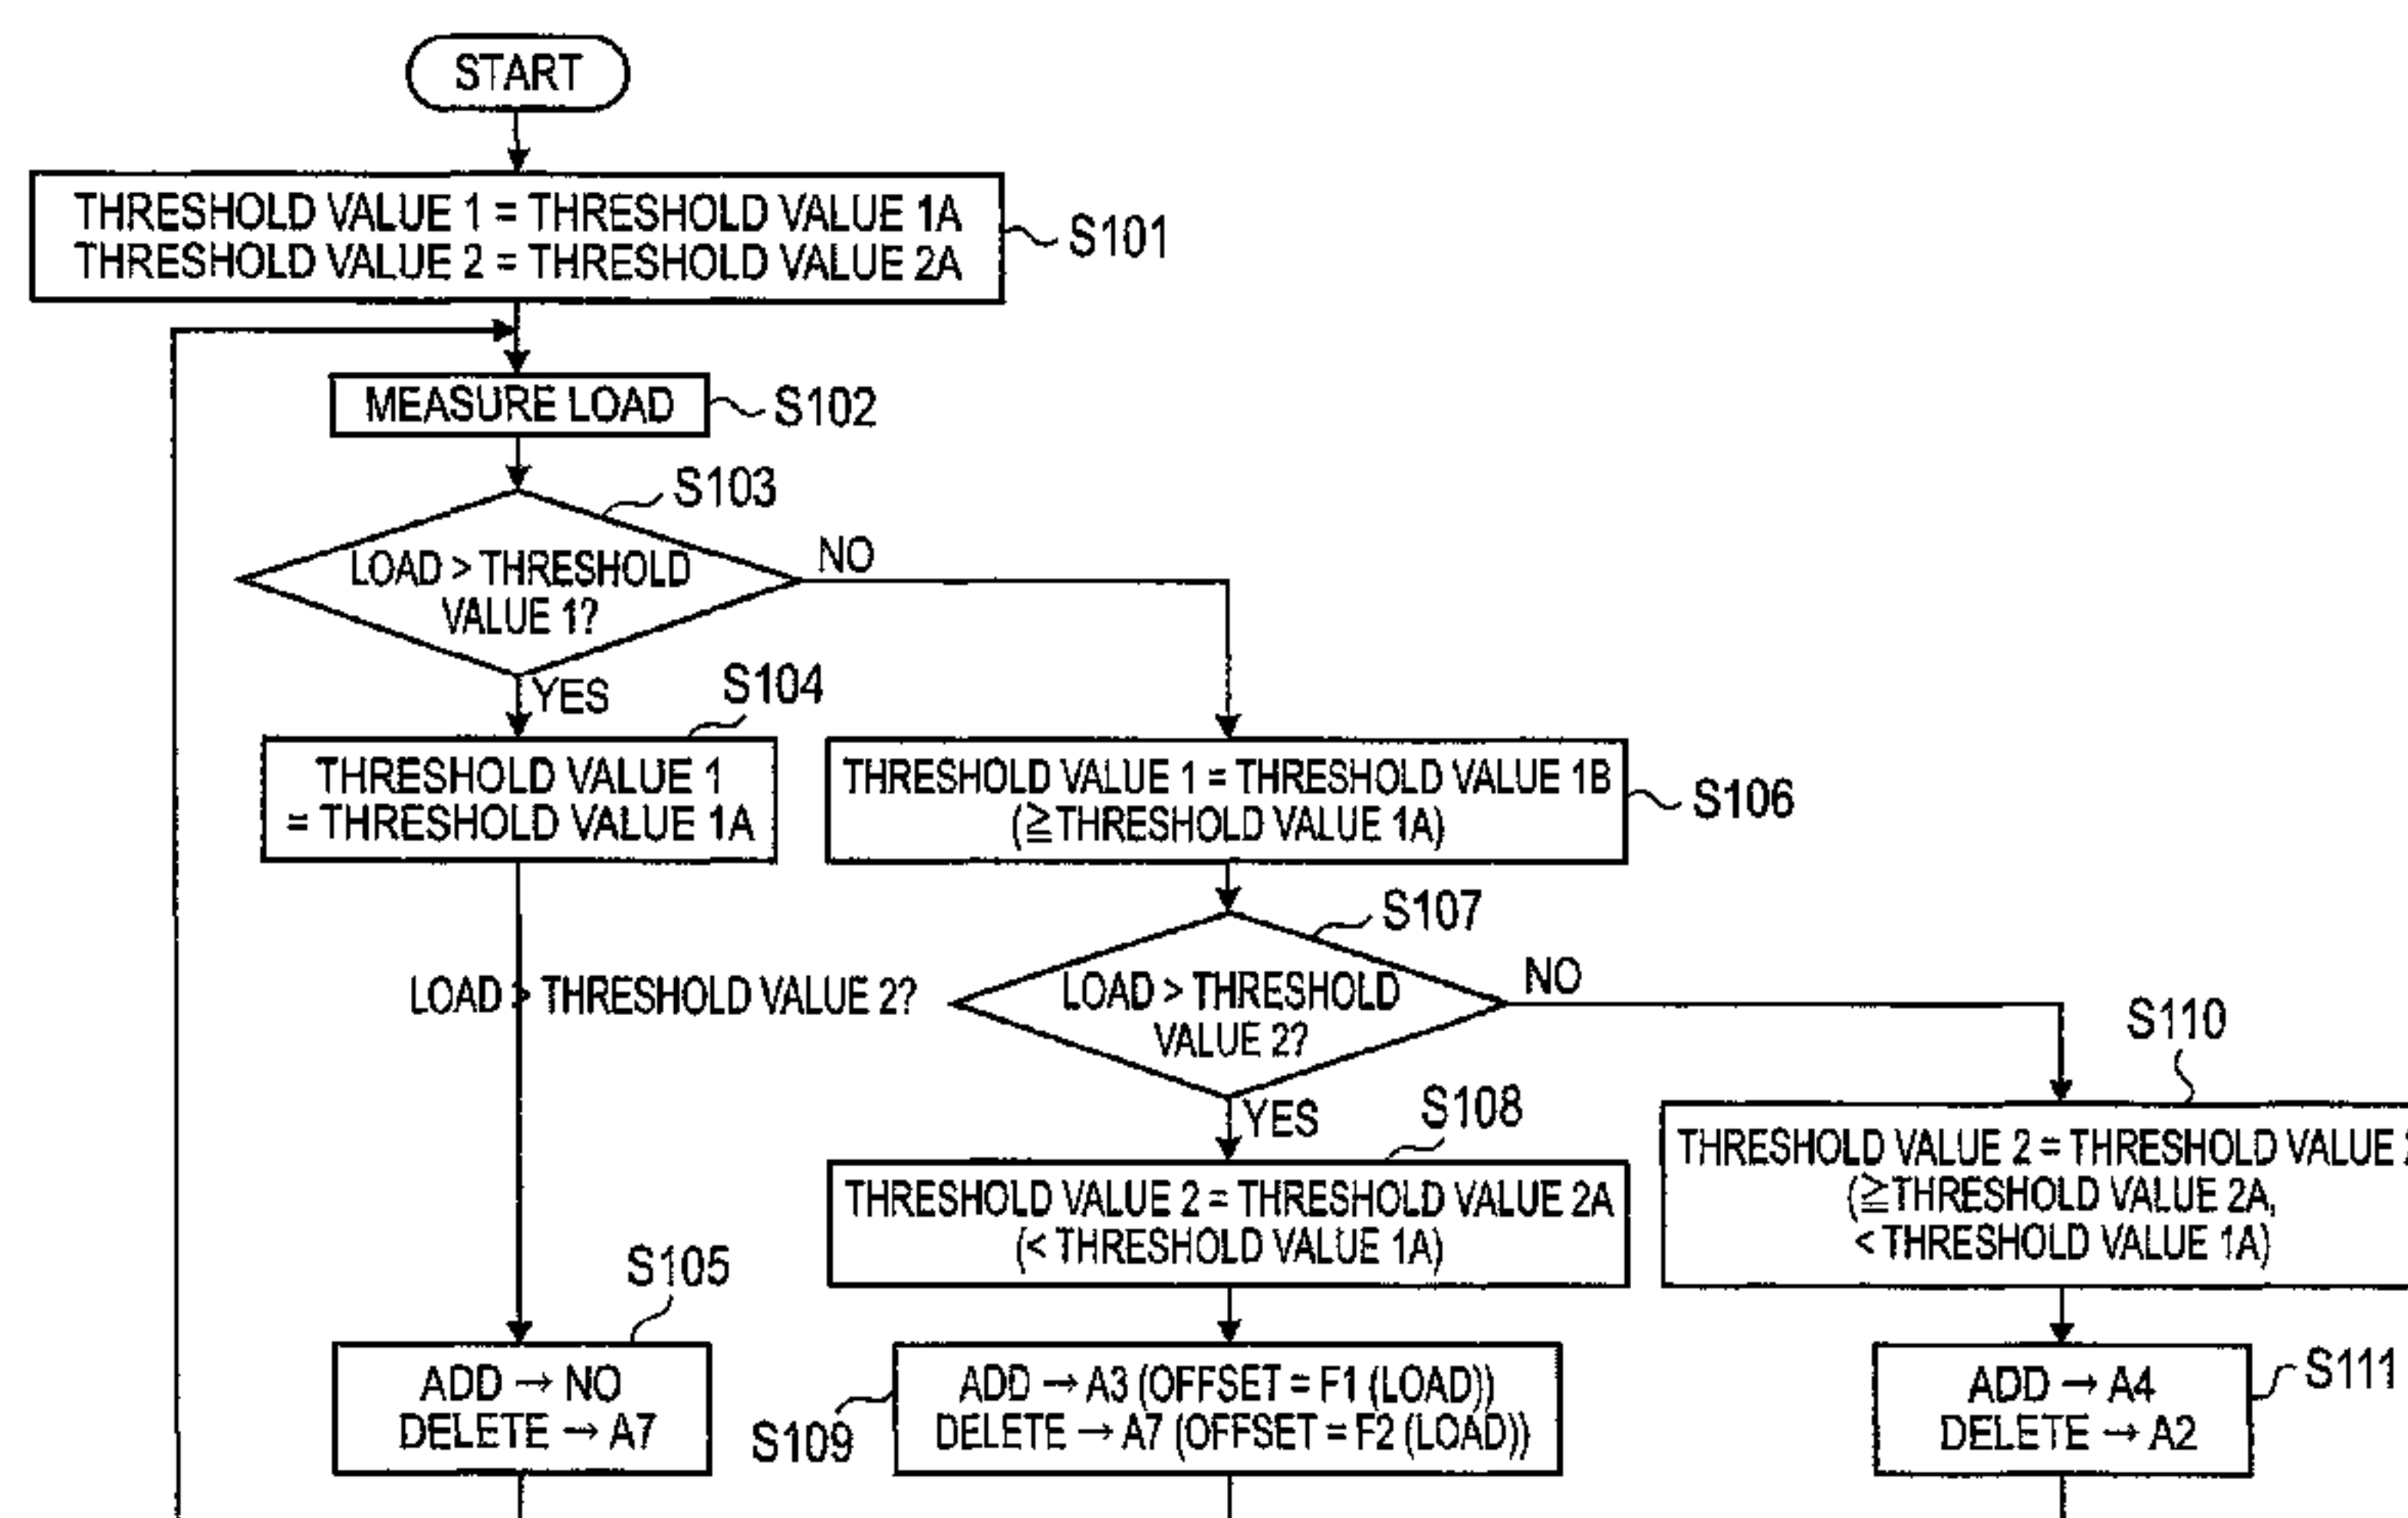 START
THRESHOLD VALUE 1 = THRESHOLD VALUE 1A
THRESHOLD VALUE 2 = THRESHOLD VALUE 2A
S101
MEASURE LOAD
S102
S103
LOAD > THRESHOLD
VALUE 1?
NO
YES
S104
THRESHOLD VALUE 1
= THRESHOLD VALUE 1A
THRESHOLD VALUE 1 = THRESHOLD VALUE 1B
(≧THRESHOLD VALUE 1A)
S106
S107
LOAD > THRESHOLD VALUE 2?
LOAD > THRESHOLD
VALUE 2?
NO
YES
S108
THRESHOLD VALUE 2 = THRESHOLD VALUE 2A
(< THRESHOLD VALUE 1A)
S110
THRESHOLD VALUE 2 = THRESHOLD VALUE
(≧THRESHOLD VALUE 2A,
< THRESHOLD VALUE 1A)
S105
ADD → NO
DELETE → A7
S109
ADD → A3 (OFFSET = F1 (LOAD))
DELETE → A7 (OFFSET = F2 (LOAD))
ADD → A4
DELETE → A2
S111